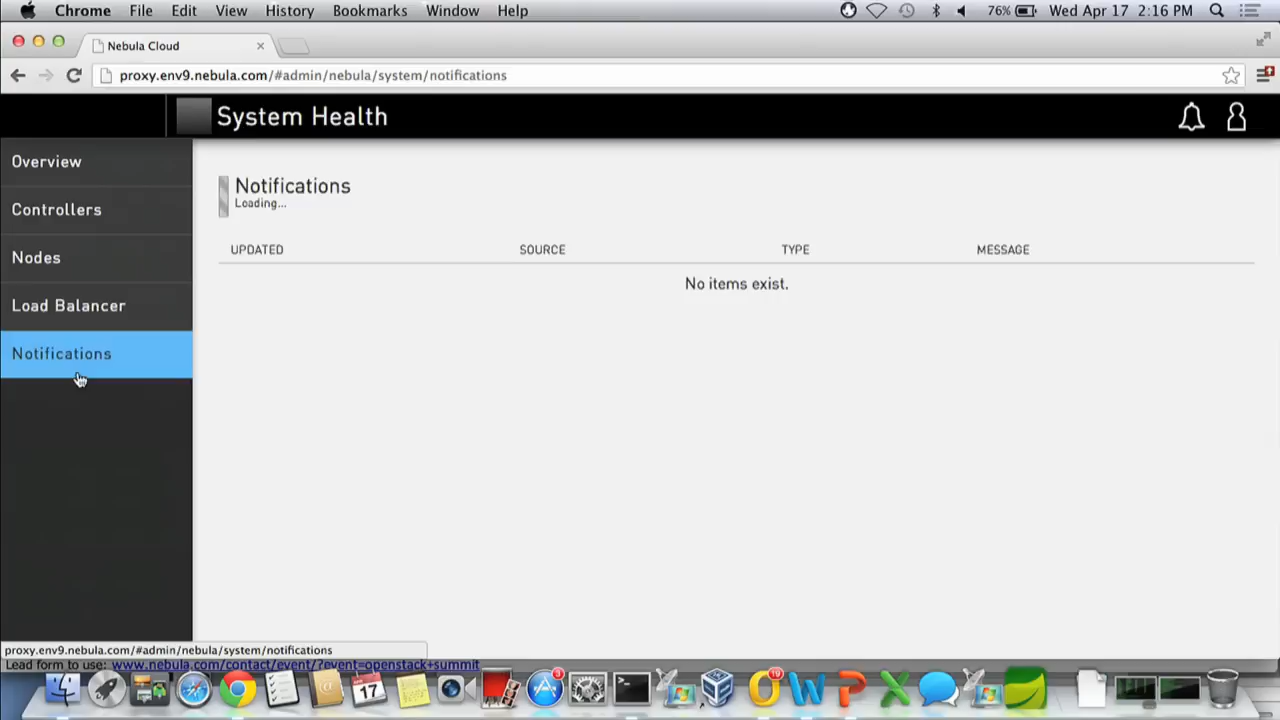 Chrome File Edit View History Bookmarks Window Help 76% Wed Apr 17 2:16 PM
Nebula Cloud
proxy.env9.nebula.com/#admin/nebula/system/notifications
System Health
Overview
Controllers
Nodes
Load Balancer
Notifications
Notifications
Loading...
UPDATED SOURCE TYPE MESSAGE
No items exist.
proxy.env9.nebula.com/#admin/nebula/system/notifications
Lead form to use: www.nebula.com/contact/event/?event=openstack+summit
17
3
19